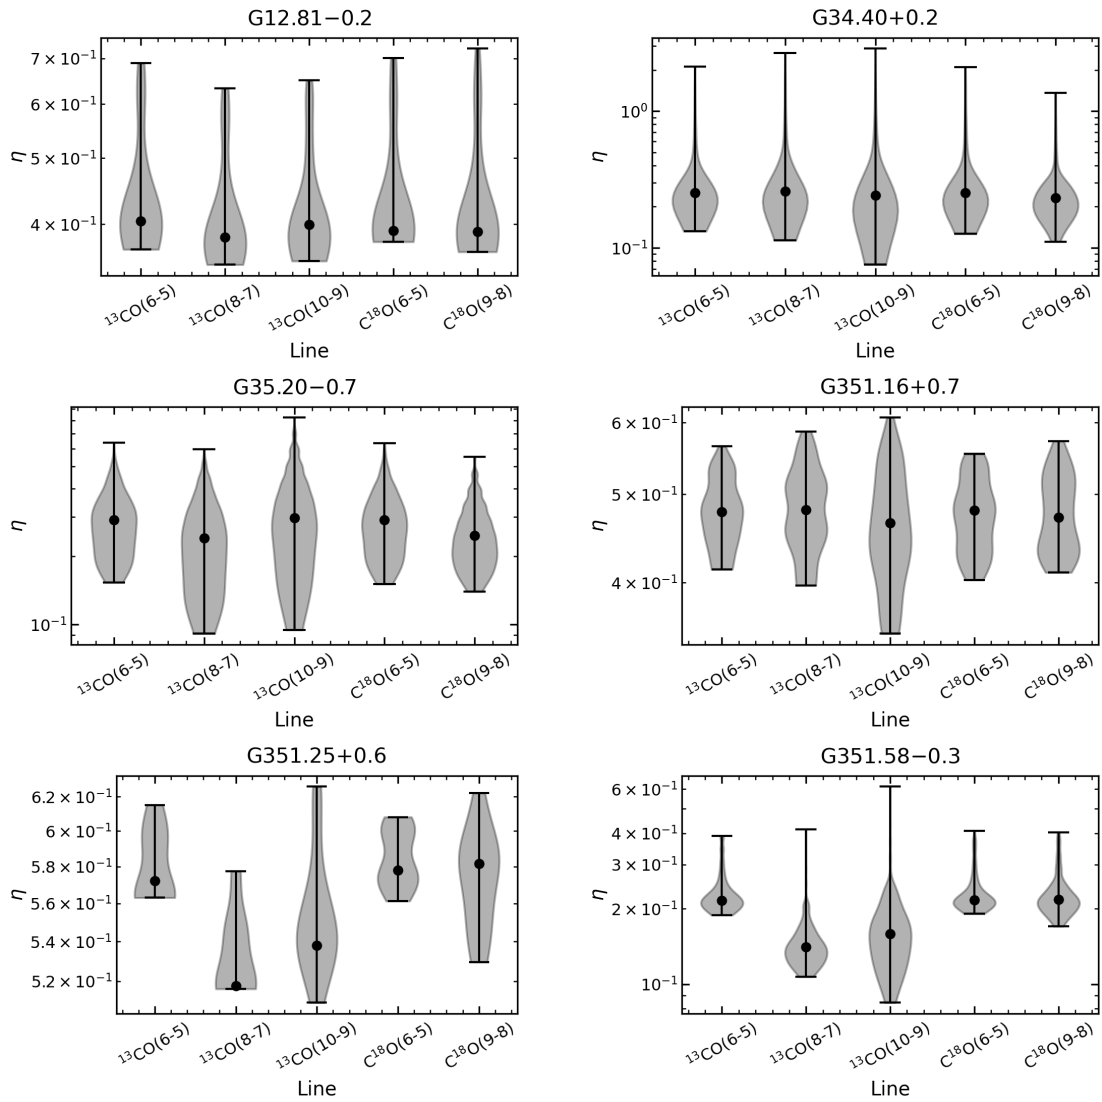 G12.81−0.2
7 × 10⁻¹
6 × 10⁻¹
5 × 10⁻¹
4 × 10⁻¹
η
¹³CO(6-5)
¹³CO(8-7)
¹³CO(10-9)
C¹⁸O(6-5)
C¹⁸O(9-8)
Line
G34.40+0.2
10⁰
10⁻¹
η
¹³CO(6-5)
¹³CO(8-7)
¹³CO(10-9)
C¹⁸O(6-5)
C¹⁸O(9-8)
Line
G35.20−0.7
10⁻¹
η
¹³CO(6-5)
¹³CO(8-7)
¹³CO(10-9)
C¹⁸O(6-5)
C¹⁸O(9-8)
Line
G351.16+0.7
6 × 10⁻¹
5 × 10⁻¹
4 × 10⁻¹
η
¹³CO(6-5)
¹³CO(8-7)
¹³CO(10-9)
C¹⁸O(6-5)
C¹⁸O(9-8)
Line
G351.25+0.6
6.2 × 10⁻¹
6 × 10⁻¹
5.8 × 10⁻¹
5.6 × 10⁻¹
5.4 × 10⁻¹
5.2 × 10⁻¹
η
¹³CO(6-5)
¹³CO(8-7)
¹³CO(10-9)
C¹⁸O(6-5)
C¹⁸O(9-8)
Line
G351.58−0.3
6 × 10⁻¹
4 × 10⁻¹
3 × 10⁻¹
2 × 10⁻¹
10⁻¹
η
¹³CO(6-5)
¹³CO(8-7)
¹³CO(10-9)
C¹⁸O(6-5)
C¹⁸O(9-8)
Line